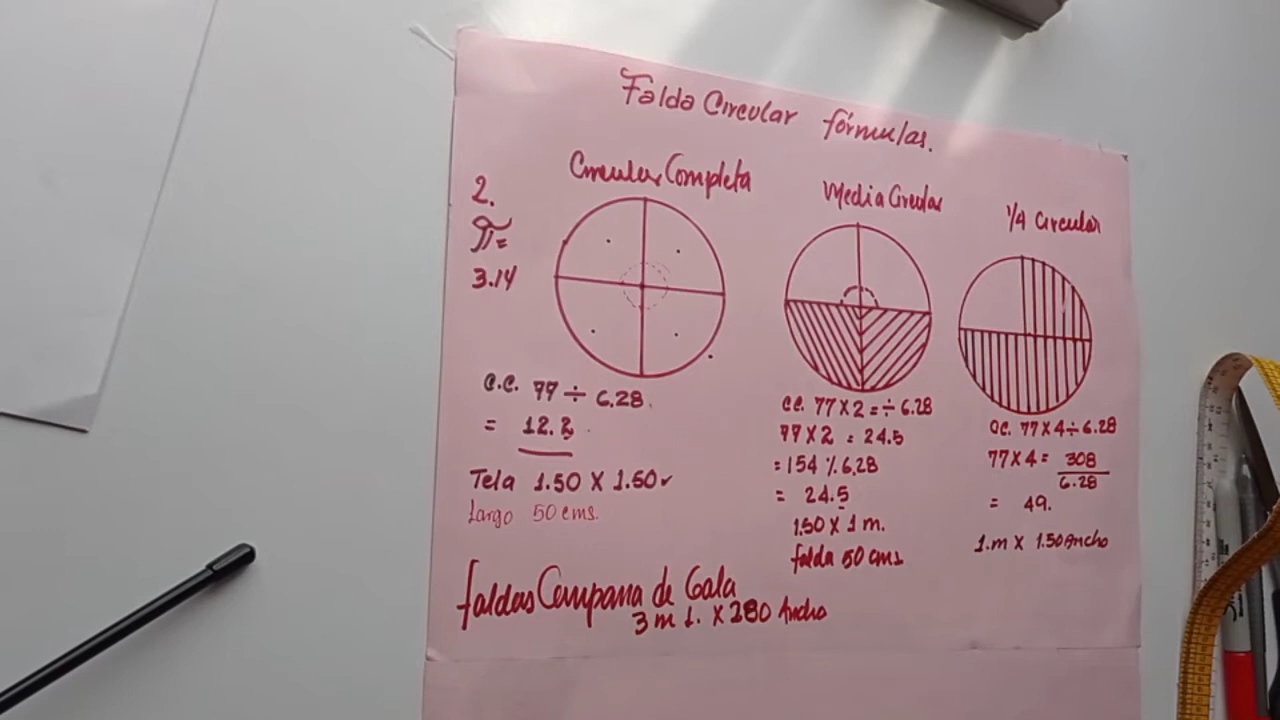 Falda Circular fórmulas.
Circular Completa
2.
π=
3.14
C.C. 77 ÷ 6.28
= 12.2
Tela 1.50 X 1.50
Largo 50 cms.
Media Circular
CC. 77 X 2 = ÷ 6.28
77 X 2 = 24.5
= 154 % 6.28
= 24.5
1.50 X 1 m.
falda 50 cms
1/4 Circular
CC. 77 X 4 ÷ 6.28
77 X 4 = 308
6.28
= 49.
1.m X 1.50 Ancho
faldas Campana de Gala
3 m L. X 280 Ancho